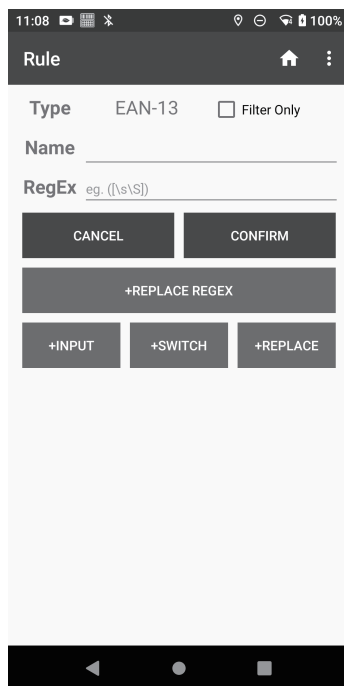 11:08 100%
Rule
Type EAN-13 Filter Only
Name
RegEx eg. ([\s\S])
CANCEL CONFIRM
+REPLACE REGEX
+INPUT +SWITCH +REPLACE